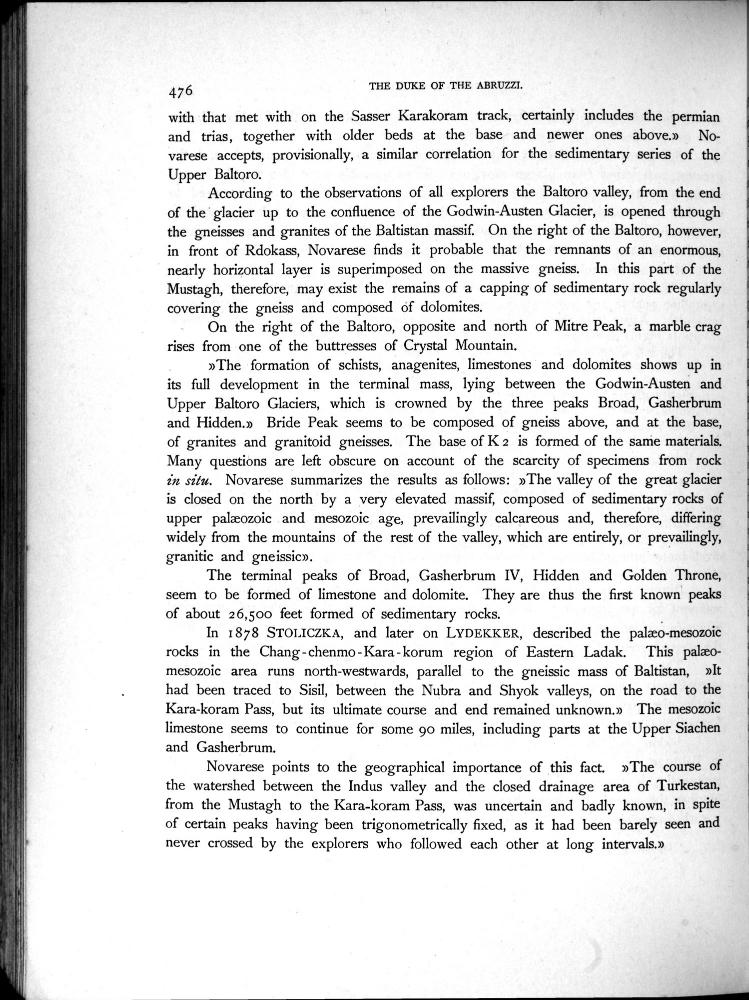 476
THE DUKE OF THE ABRUZZI.
with that met with on the Sasser Karakoram track, certainly includes the permian
and trias, together with older beds at the base and newer ones above.» No-
varese accepts, provisionally, a similar correlation for the sedimentary series of the
Upper Baltoro.
According to the observations of all explorers the Baltoro valley, from the end
of the glacier up to the confluence of the Godwin-Austen Glacier, is opened through
the gneisses and granites of the Baltistan massif. On the right of the Baltoro, however,
in front of Rdokass, Novarese finds it probable that the remnants of an enormous,
nearly horizontal layer is superimposed on the massive gneiss. In this part of the
Mustagh, therefore, may exist the remains of a capping of sedimentary rock regularly
covering the gneiss and composed of dolomites.
On the right of the Baltoro, opposite and north of Mitre Peak, a marble crag
rises from one of the buttresses of Crystal Mountain.
»The formation of schists, anagenites, limestones and dolomites shows up in
its full development in the terminal mass, lying between the Godwin-Austen and
Upper Baltoro Glaciers, which is crowned by the three peaks Broad, Gasherbrum
and Hidden.» Bride Peak seems to be composed of gneiss above, and at the base,
of granites and granitoid gneisses. The base of K 2 is formed of the same materials.
Many questions are left obscure on account of the scarcity of specimens from rock
in situ. Novarese summarizes the results as follows: »The valley of the great glacier
is closed on the north by a very elevated massif, composed of sedimentary rocks of
upper palæozoic and mesozoic age, prevailingly calcareous and, therefore, differing
widely from the mountains of the rest of the valley, which are entirely, or prevailingly,
granitic and gneissic».
The terminal peaks of Broad, Gasherbrum IV, Hidden and Golden Throne,
seem to be formed of limestone and dolomite. They are thus the first known peaks
of about 26,500 feet formed of sedimentary rocks.
In 1878 STOLICZKA, and later on LYDEKKER, described the palæo-mesozoic
rocks in the Chang-chenmo-Kara-korum region of Eastern Ladak. This palæo-
mesozoic area runs north-westwards, parallel to the gneissic mass of Baltistan, »It
had been traced to Sisil, between the Nubra and Shyok valleys, on the road to the
Kara-koram Pass, but its ultimate course and end remained unknown.» The mesozoic
limestone seems to continue for some 90 miles, including parts at the Upper Siachen
and Gasherbrum.
Novarese points to the geographical importance of this fact. »The course of
the watershed between the Indus valley and the closed drainage area of Turkestan,
from the Mustagh to the Kara-koram Pass, was uncertain and badly known, in spite
of certain peaks having been trigonometrically fixed, as it had been barely seen and
never crossed by the explorers who followed each other at long intervals.»